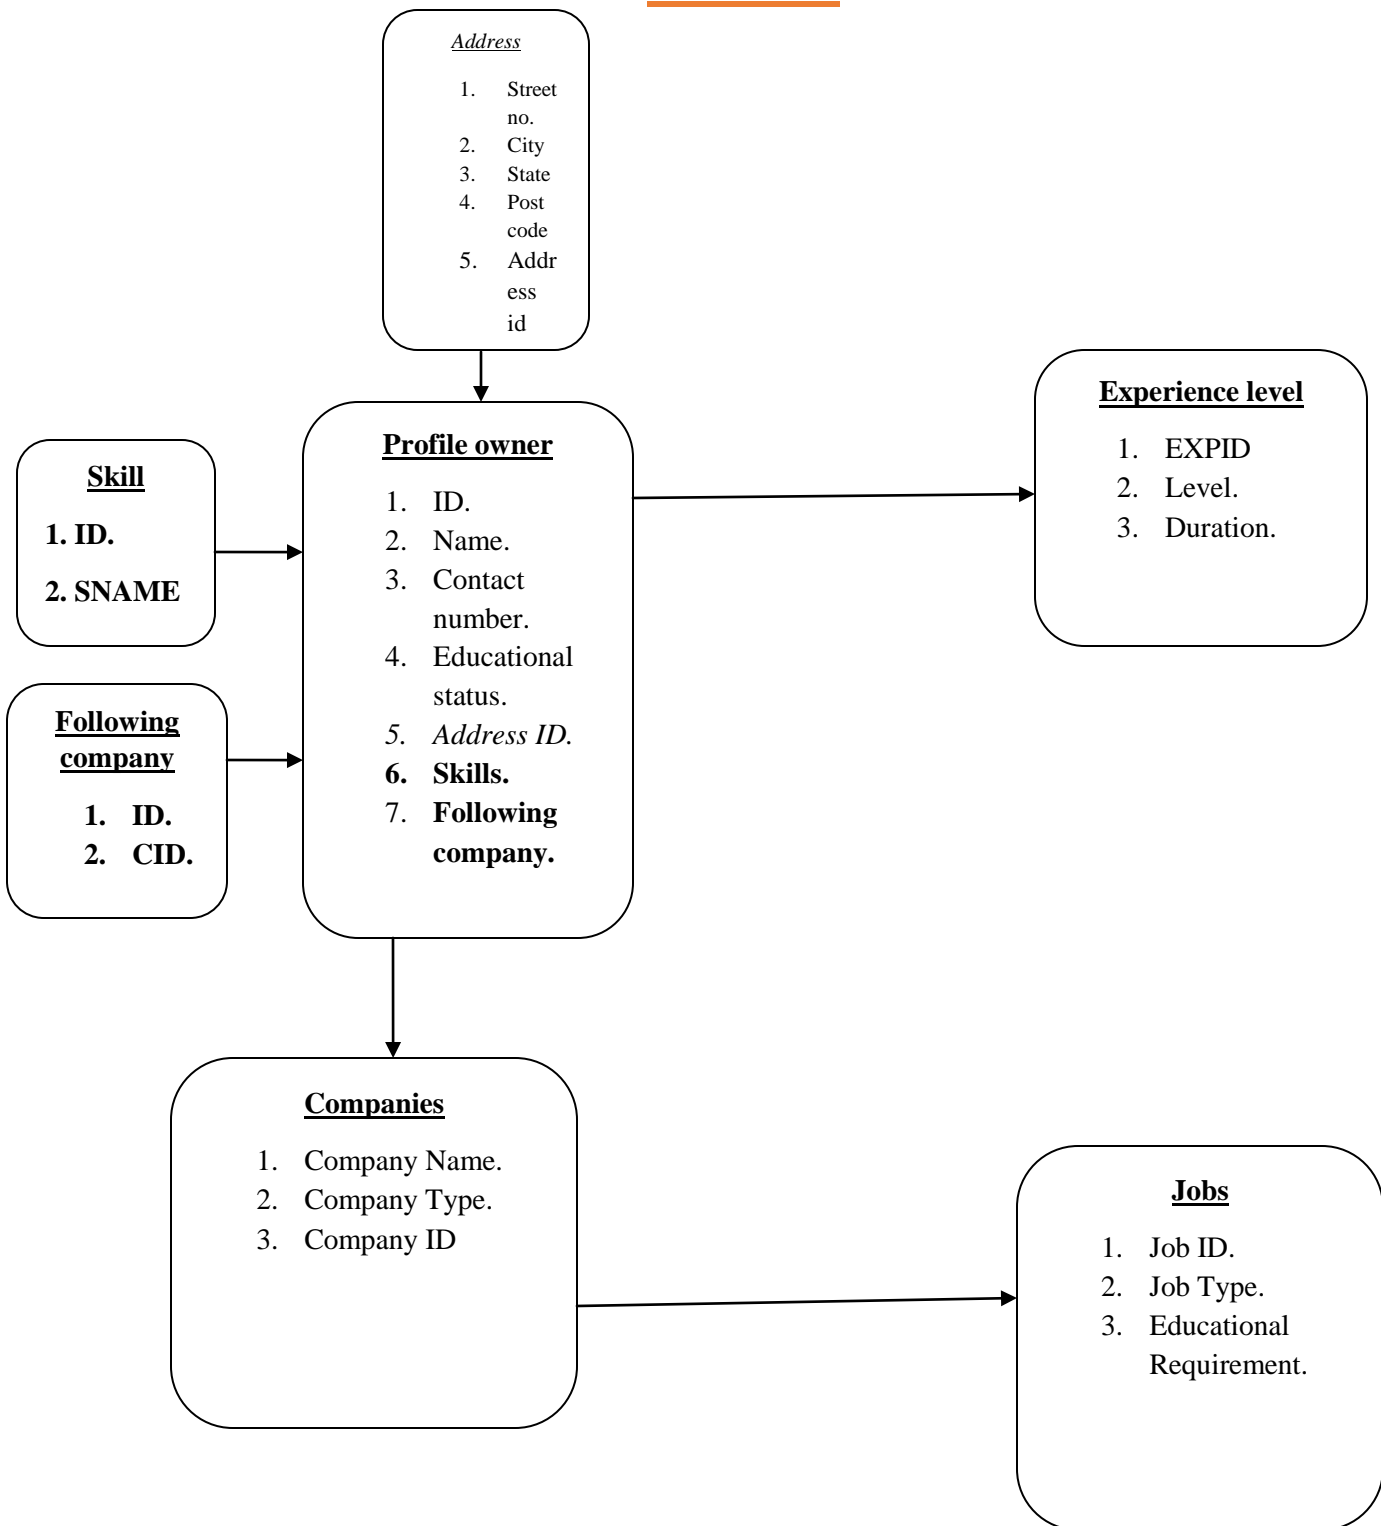 Address
1. Street
no.
2. City
3. State
4. Post
code
5. Addr
ess
id
Experience level
1. EXPID
2. Level.
3. Duration.
Profile owner
1. ID.
2. Name.
3. Contact
number.
4. Educational
status.
5. Address ID.
6. Skills.
7. Following
company.
Skill
1. ID.
2. SNAME
Following
company
1. ID.
2. CID.
Companies
1. Company Name.
2. Company Type.
3. Company ID
Jobs
1. Job ID.
2. Job Type.
3. Educational
Requirement.